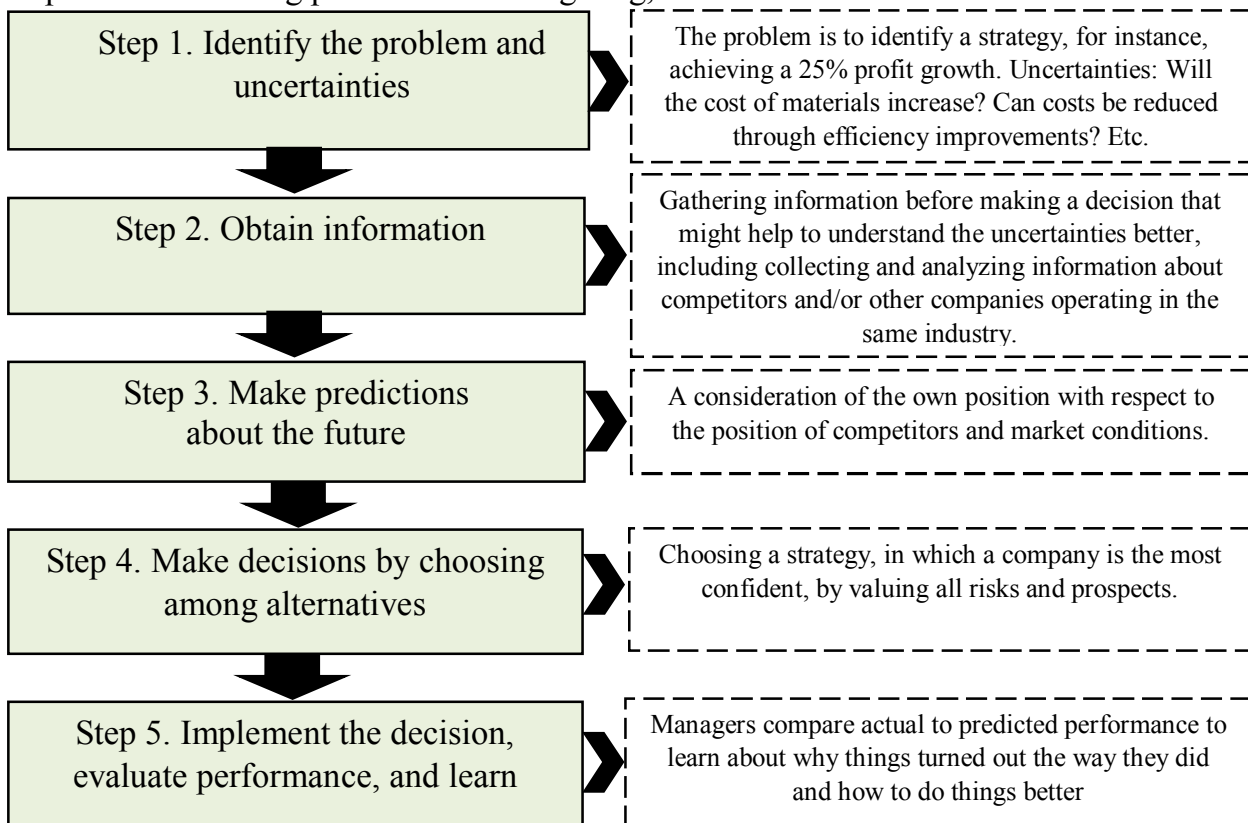 Step 1. Identify the problem and
uncertainties
The problem is to identify a strategy, for instance,
achieving a 25% profit growth. Uncertainties: Will
the cost of materials increase? Can costs be reduced
through efficiency improvements? Etc.
Step 2. Obtain information
Gathering information before making a decision that
might help to understand the uncertainties better,
including collecting and analyzing information about
competitors and/or other companies operating in the
same industry.
Step 3. Make predictions
about the future
A consideration of the own position with respect to
the position of competitors and market conditions.
Step 4. Make decisions by choosing
among alternatives
Choosing a strategy, in which a company is the most
confident, by valuing all risks and prospects.
Step 5. Implement the decision,
evaluate performance, and learn
Managers compare actual to predicted performance to
learn about why things turned out the way they did
and how to do things better